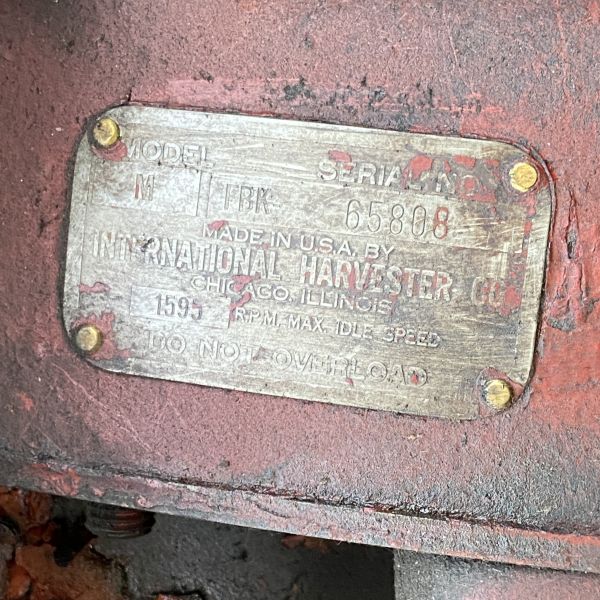 MODEL SERIAL NO.
M FBK 65808
MADE IN U.S.A. BY
INTERNATIONAL HARVESTER CO
CHICAGO, ILLINOIS
1595 R.P.M. MAX. IDLE SPEED
DO NOT OVERLOAD